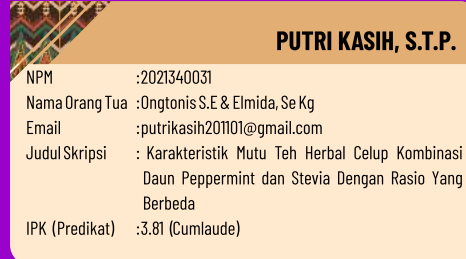 PUTRI KASIH, S.T.P.
NPM :2021340031
Nama Orang Tua :Ongtonis S.E & Elmida, Se Kg
Email :putrikasih201101@gmail.com
Judul Skripsi : Karakteristik Mutu Teh Herbal Celup Kombinasi
Daun Peppermint dan Stevia Dengan Rasio Yang
Berbeda
IPK (Predikat) :3.81 (Cumlaude)